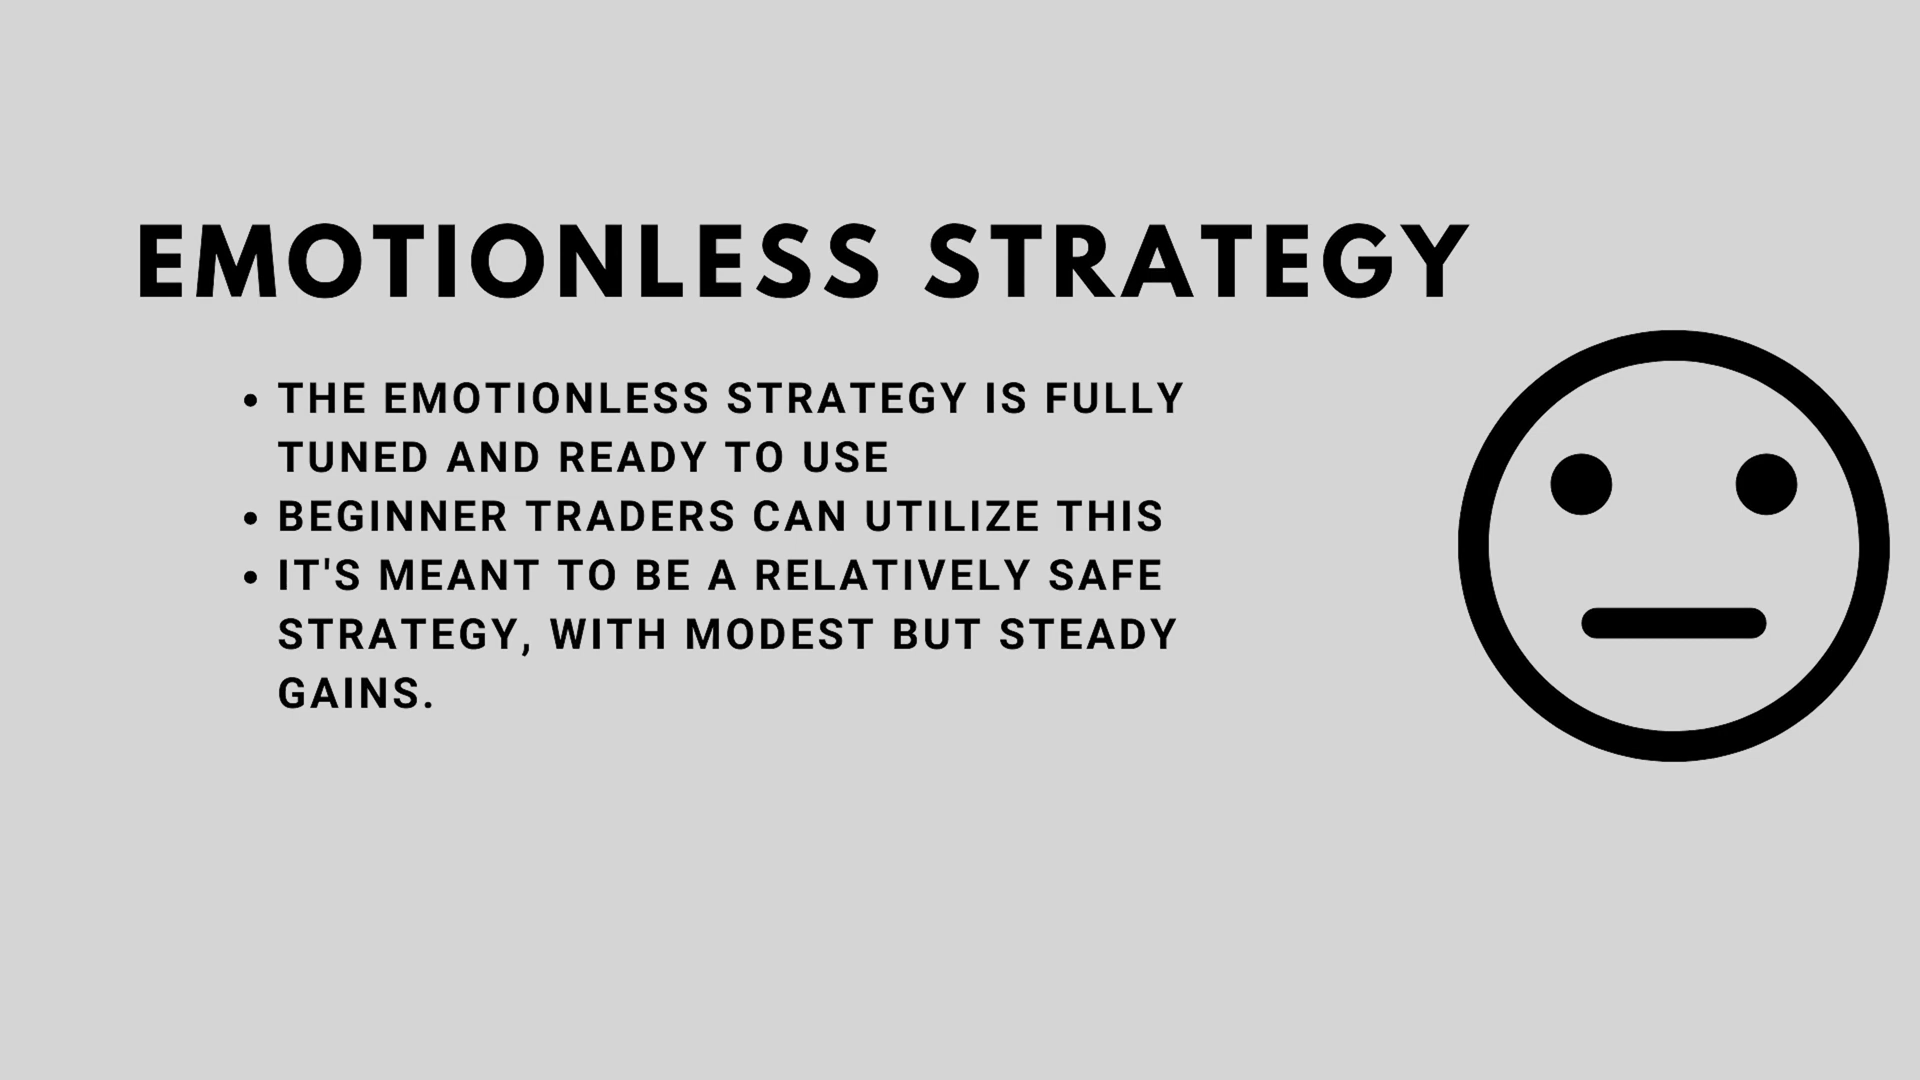 EMOTIONLESS STRATEGY
• THE EMOTIONLESS STRATEGY IS FULLY
TUNED AND READY TO USE
• BEGINNER TRADERS CAN UTILIZE THIS
• IT'S MEANT TO BE A RELATIVELY SAFE
STRATEGY, WITH MODEST BUT STEADY
GAINS.